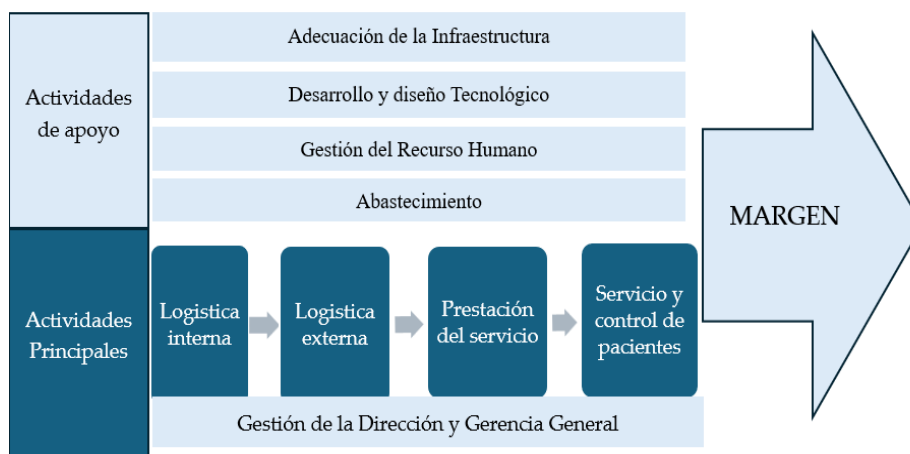 Actividades
de apoyo
Adecuación de la Infraestructura
Desarrollo y diseño Tecnológico
Gestión del Recurso Humano
Abastecimiento
MARGEN
Actividades
Principales
Logistica
interna
Logistica
externa
Prestación
del servicio
Servicio y
control de
pacientes
Gestión de la Dirección y Gerencia General